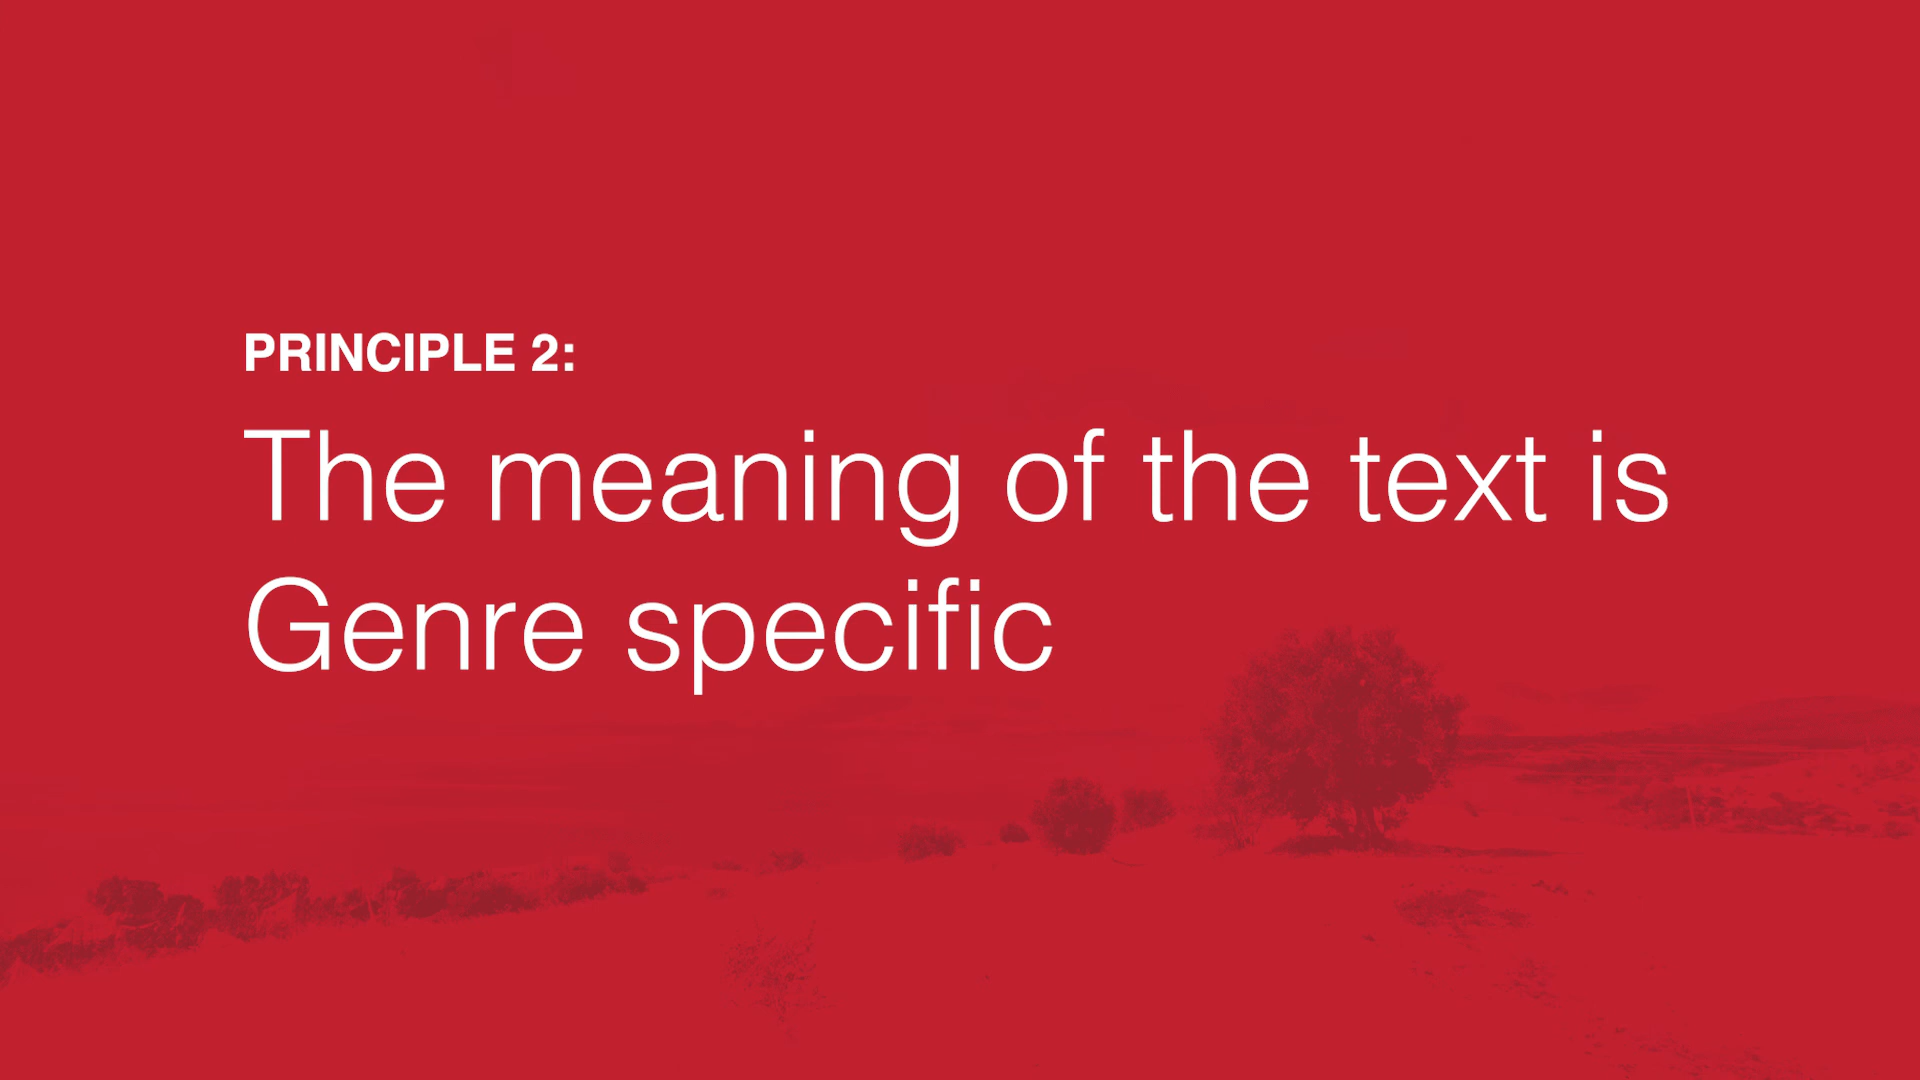 PRINCIPLE 2:
The meaning of the text is
Genre specific